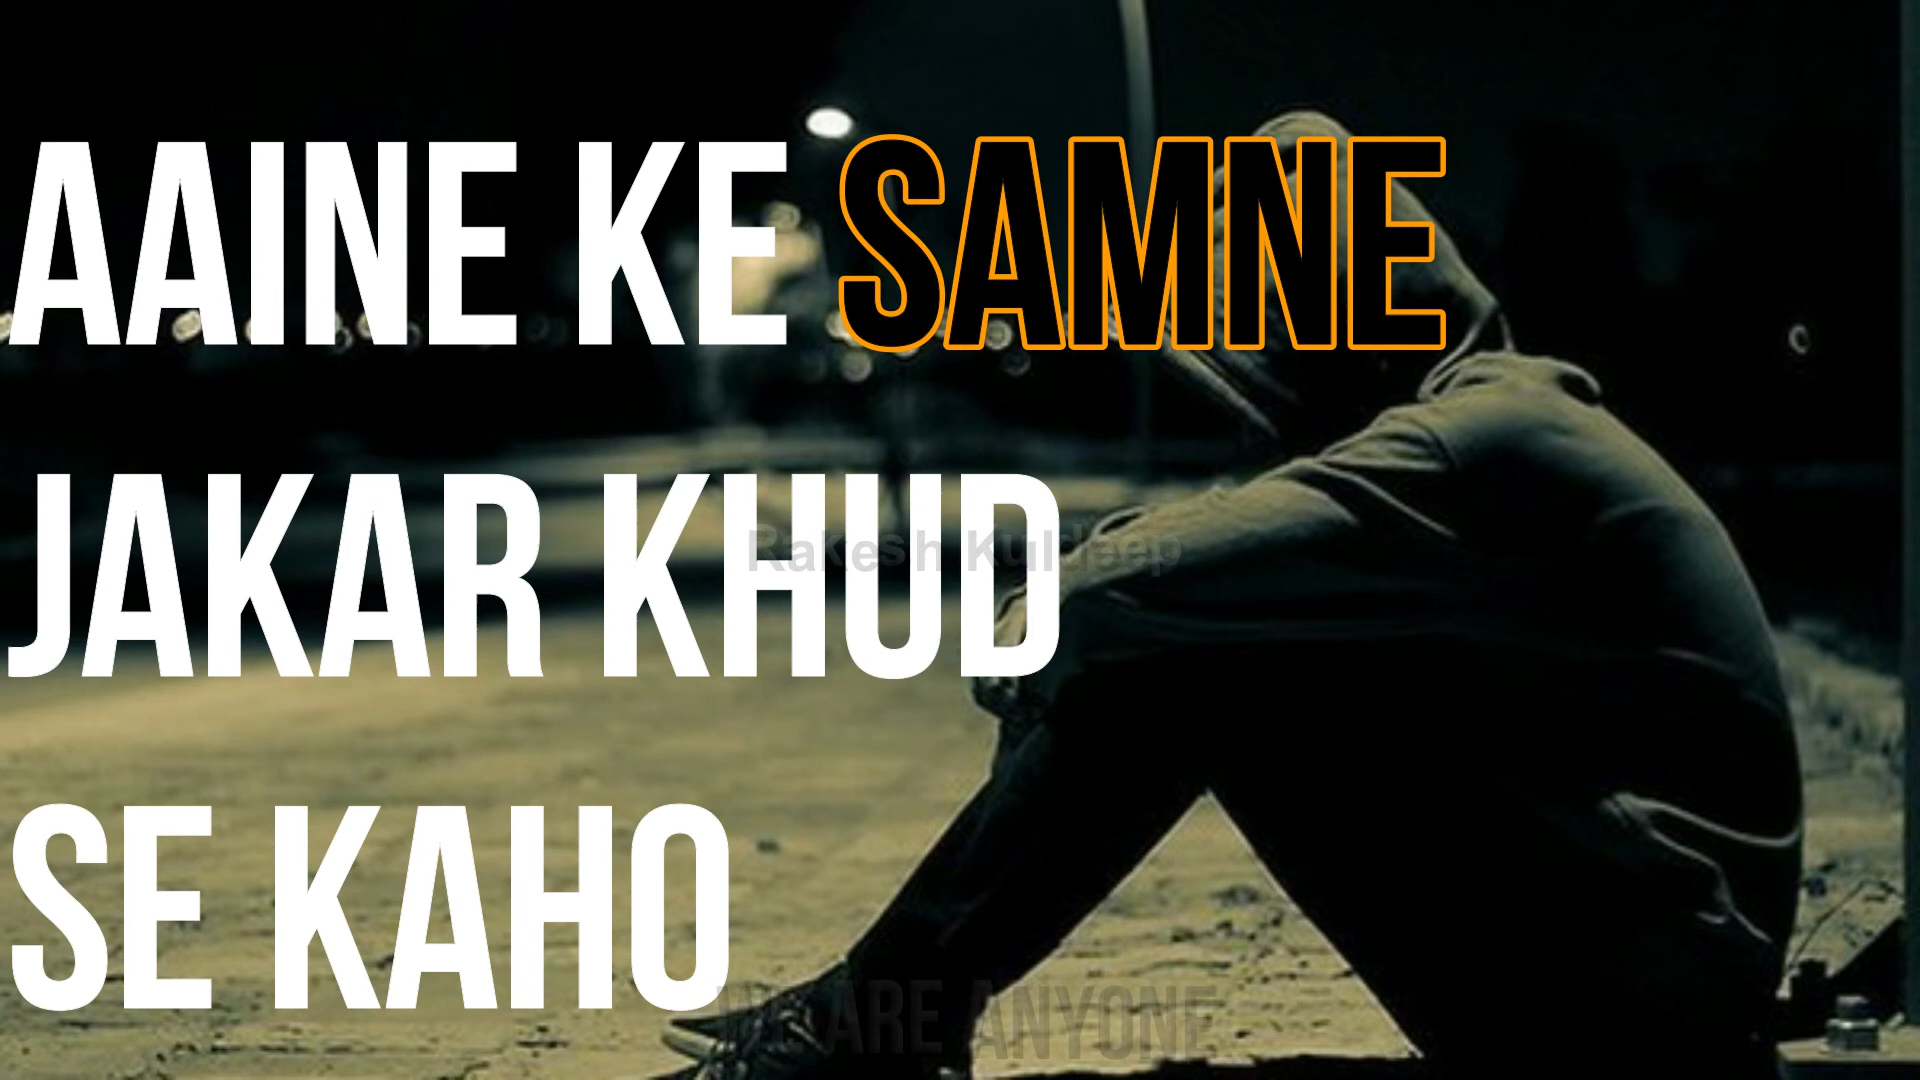 AAINE KE SAMNE
JAKAR KHUD
Rakesh Kuldeep
SE KAHO
WE ARE ANYONE